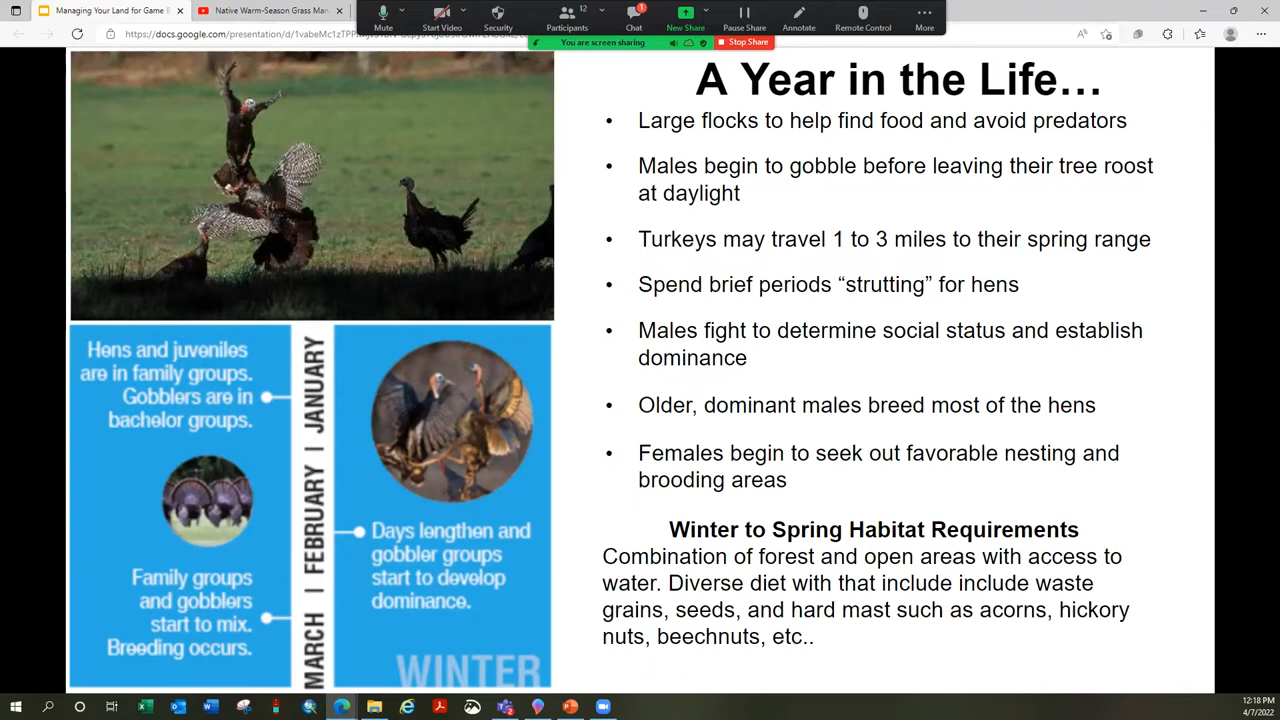 Managing Your Land for Game B
Native Warm-Season Grass Man
12
1
Mute
Start Video
Security
Participants
Chat
New Share
Pause Share
Annotate
Remote Control
More
You are screen sharing
Stop Share
A Year in the Life…
• Large flocks to help find food and avoid predators
• Males begin to gobble before leaving their tree roost
at daylight
• Turkeys may travel 1 to 3 miles to their spring range
• Spend brief periods “strutting” for hens
• Males fight to determine social status and establish
dominance
• Older, dominant males breed most of the hens
• Females begin to seek out favorable nesting and
brooding areas
Winter to Spring Habitat Requirements
Combination of forest and open areas with access to
water. Diverse diet with that include include waste
grains, seeds, and hard mast such as acorns, hickory
nuts, beechnuts, etc..
Hens and juveniles
are in family groups.
Gobblers are in
bachelor groups.
Family groups
and gobblers
start to mix.
Breeding occurs.
MARCH | FEBRUARY | JANUARY
Days lengthen and
gobbler groups
start to develop
dominance.
WINTER
12:18 PM
4/7/2022